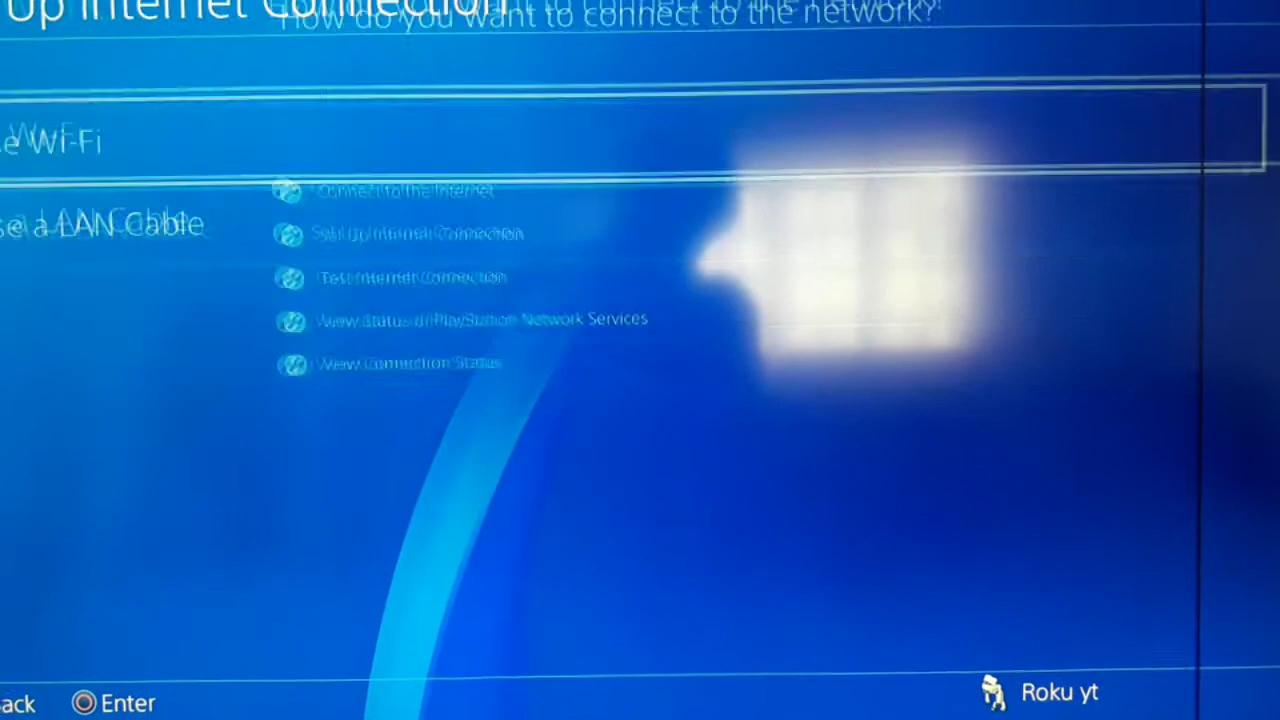 Up Internet Connection
How do you want to connect to the network?
e Wi-Fi
Connect to the Internet
se a LAN Cable
Set Up Internet Connection
Test Internet Connection
View Status of PlayStation Network Services
View Connection Status
ack
Enter
Roku yt